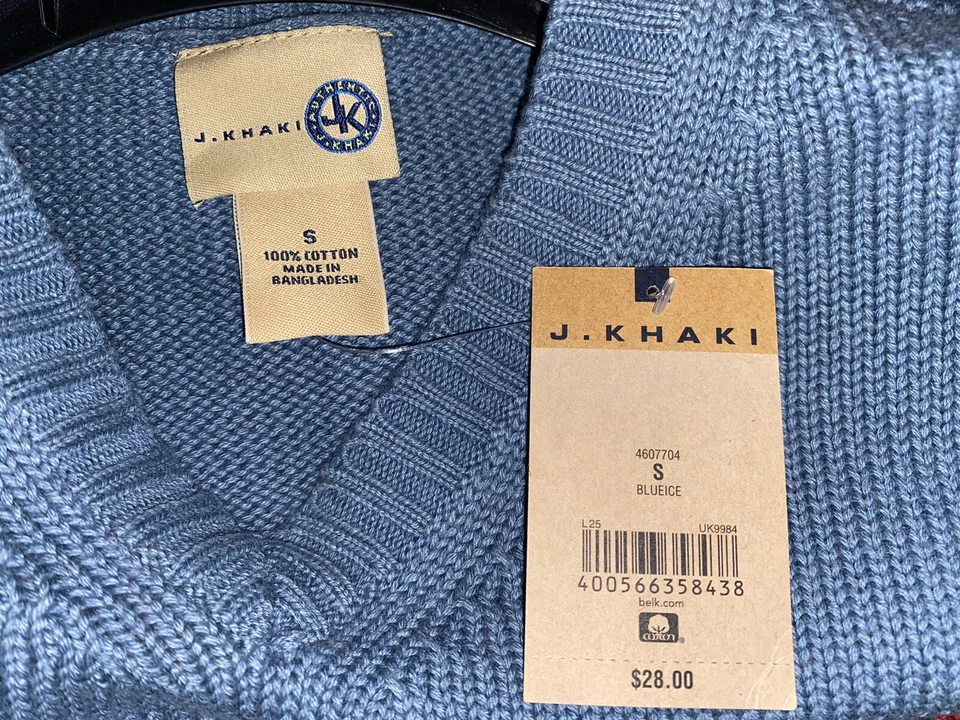 J.KHAKI
AUTHENTIC
JK
J.KHAKI
S
100% COTTON
MADE IN
BANGLADESH
J.KHAKI
4607704
S
BLUEICE
L25 UK9984
400566358438
belk.com
cotton
®
$28.00